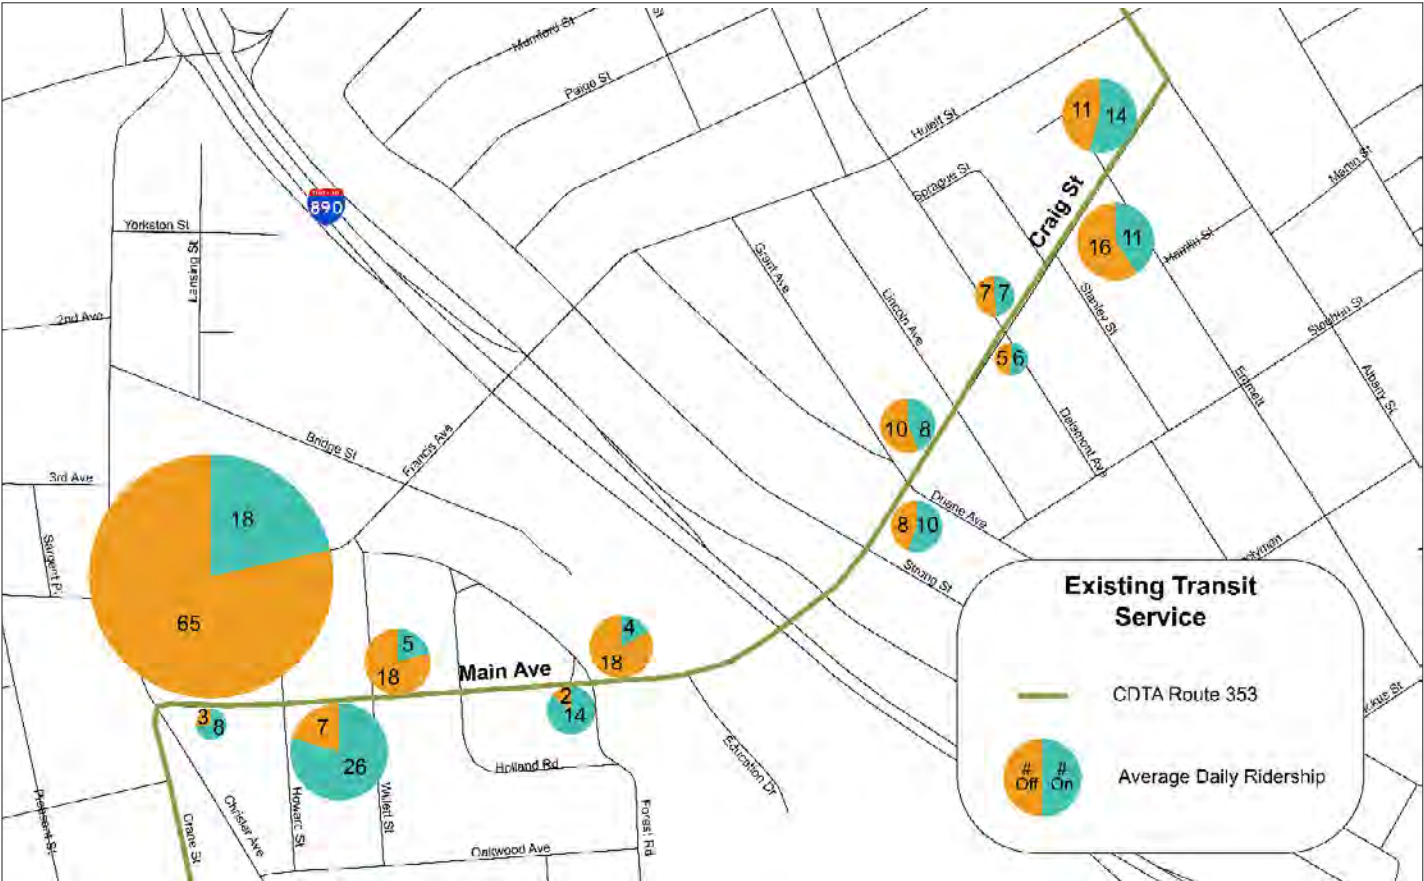 Mumford St
St
Paige St
Hulett St
11 14
Martin St
Sprague St
Craig St
890
16 11
Yorkston St
Hamlin St
Lansing St
Grant Ave
7 7
Stanley St
Lincoln Ave
2nd Ave
5 6
Emmett
Albany St
10 8
Delamont Ave
Bridge St
Francis Ave
3rd Ave
Duane Ave
18
65
8 10
Sargent Pl
Strong St
Existing Transit
Service
CDTA Route 353
# Off
# On
Average Daily Ridership
5
18
Main Ave
4
18
2
14
3 8
7
26
Holland Rd
Education Dr
Crane St
Chrisler Ave
Howard St
Willett St
Forest Rd
Oakwood Ave
Pleasant St